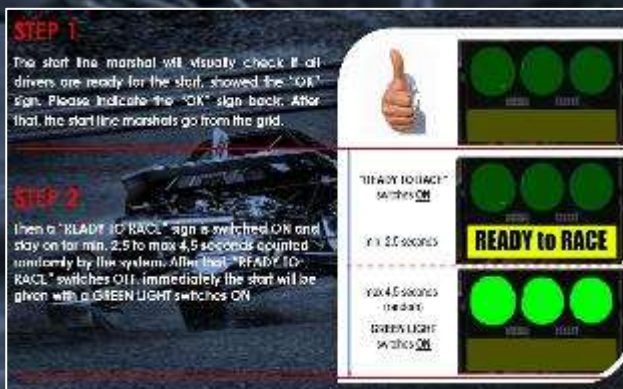 STEP 1
The start line marshal will visually check if all
drivers are ready for the start, showed the "OK"
sign. Please indicate the "OK" sign back. After
that, the start line marshals go from the grid.
STEP 2
Then a "READY TO RACE" sign is switched ON and
stay on for min. 2,5 to max 4,5 seconds counted
randomly by the system. After that "READY TO
RACE" switches OFF, immediately the start will be
given with a GREEN LIGHT switches ON
"READY TO RACE"
switches ON
min. 2,5 seconds
READY to RACE
max 4,5 seconds
(random)
GREEN LIGHT
switches ON